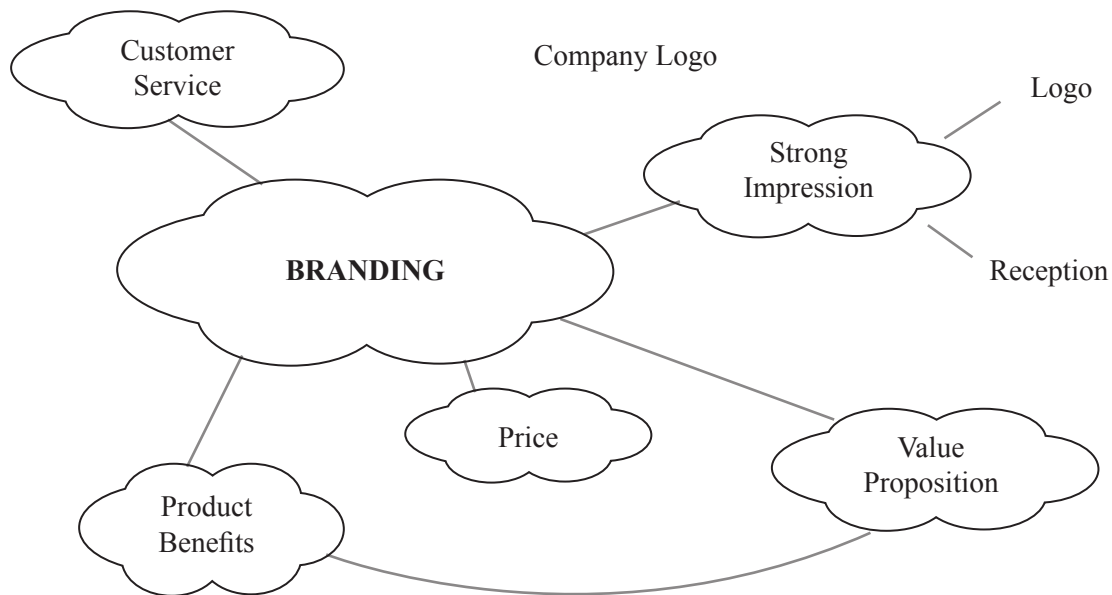 Customer
Service
Company Logo
Logo
Strong
Impression
Reception
BRANDING
Price
Value
Proposition
Product
Benefits